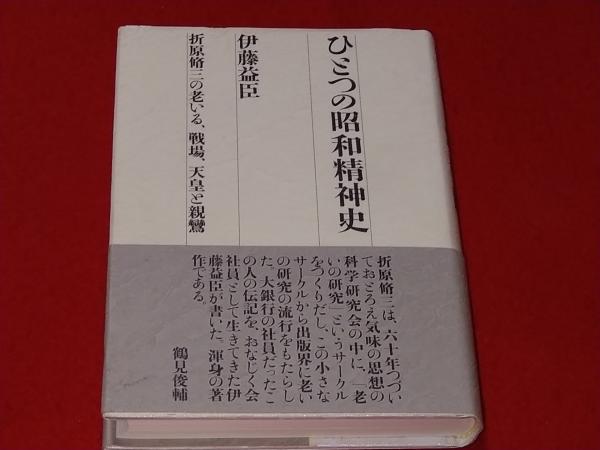 ひとつの昭和精神史
伊藤益臣
折原脩三の老いる、戦場、天皇と親鸞
折原脩三は、六十年つづい
ておとろえ気味の思想の
科学研究会の中に、「老
いの研究」というサークル
をつくりだし、この小さな
サークルから出版界に老い
の研究の流行をもたらし
た。大銀行の社員だったこ
の人の伝記を、おなじく会
社員として生きてきた伊
藤益臣が書いた。渾身の著
作である。
鶴見俊輔